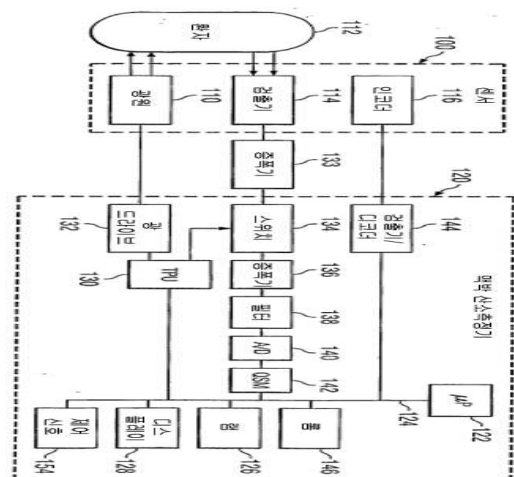 112
환자
100
센서
광원
110
검출기
114
인코더
116
증폭기
133
120
맥박 산소측정기
광
드라이브
132
스위치
134
검출기/
디코더
144
TPU
130
증폭기
136
필터
138
A/D
140
QSM
142
124
μP
122
제어
신호
154
디스
플레이
128
램
126
롬
146